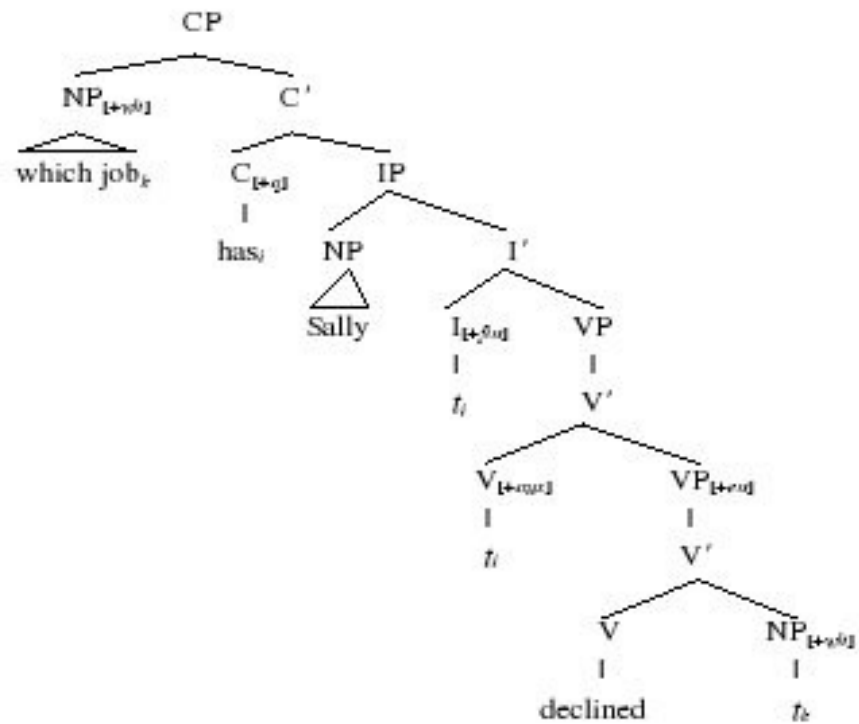 CP
NP[+wh] C′
which jobk C[+q] IP
hasi NP I′
Sally I[+fin] VP
ti V′
V[+aux] VP[+en]
ti V′
V NP[+wh]
declined tk